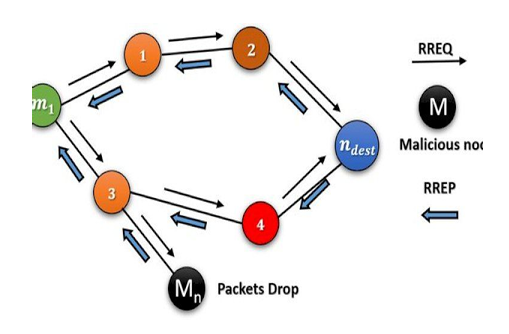 1
2
RREQ
m₁
M
n_dest
Malicious noc
RREP
3
4
Mₙ
Packets Drop